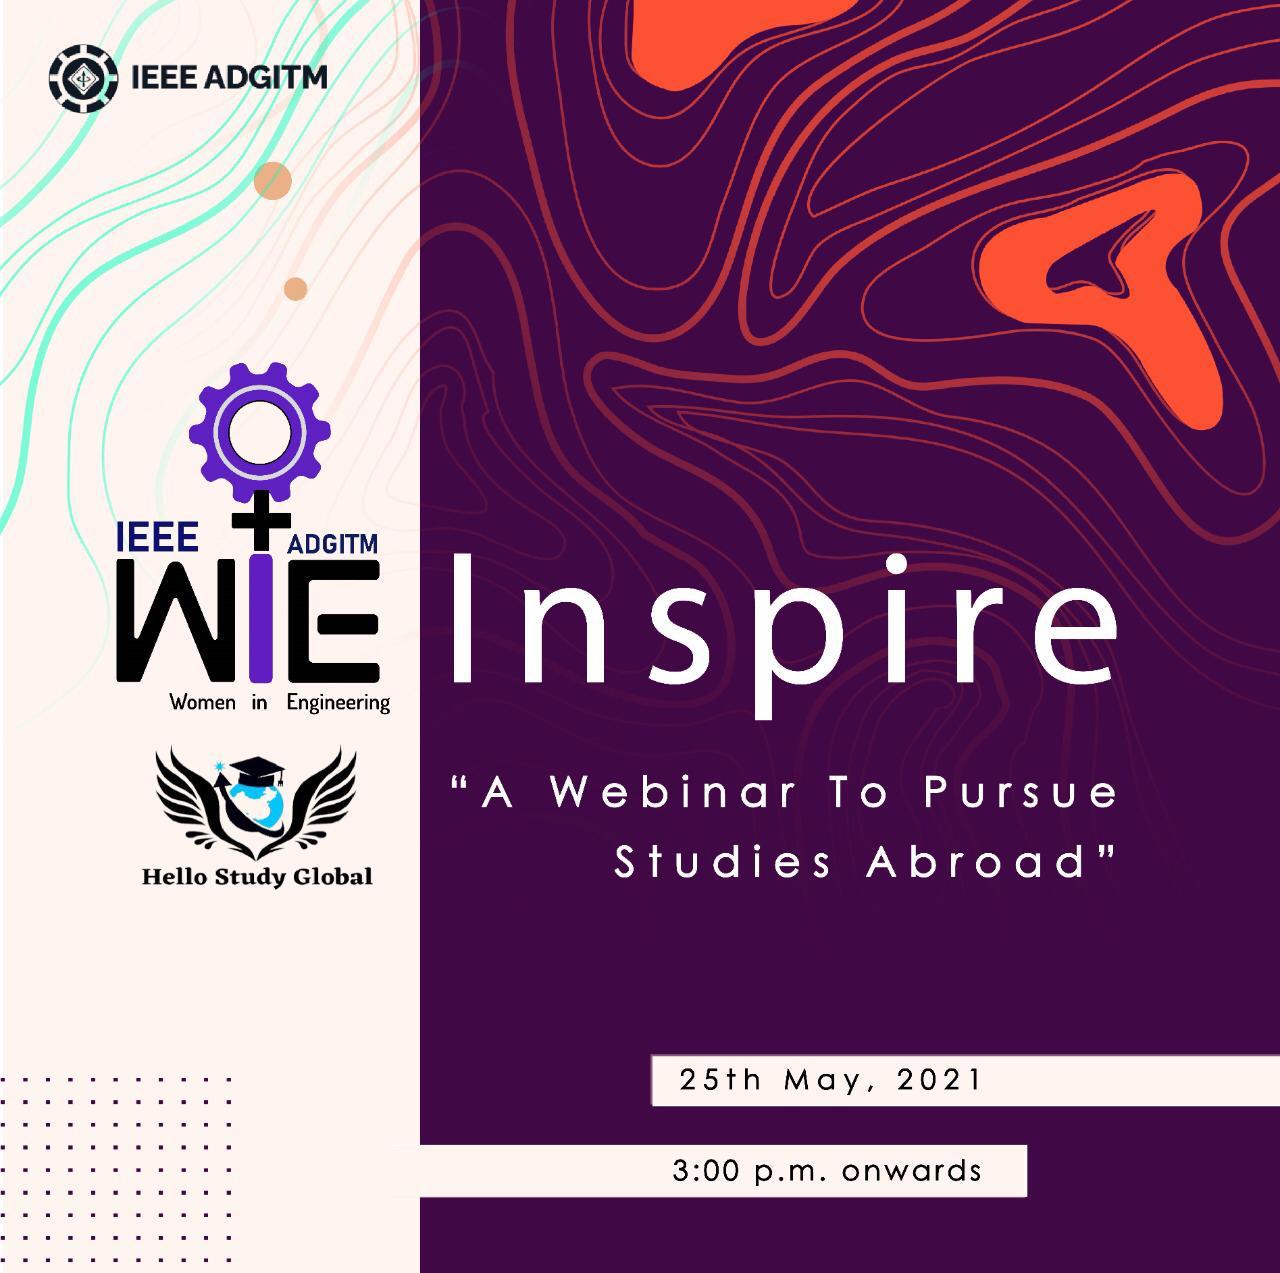 IEEE ADGITM
IEEE
ADGITM
WIE
Women in Engineering
Hello Study Global
Inspire
“A Webinar To Pursue
Studies Abroad”
25th May, 2021
3:00 p.m. onwards